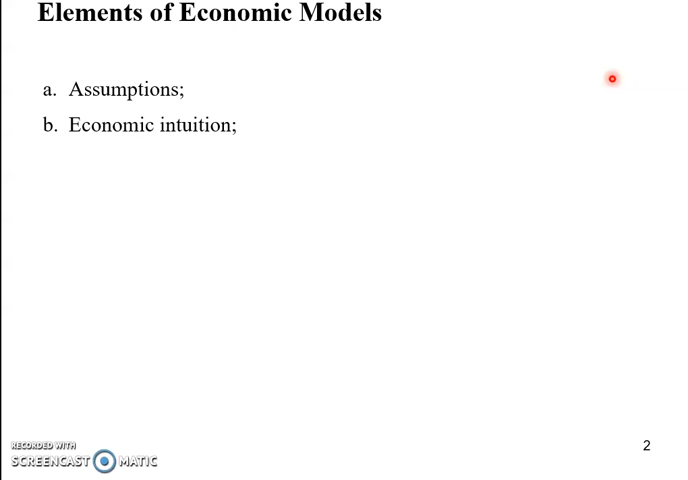 Elements of Economic Models
a. Assumptions;
b. Economic intuition;
RECORDED WITH
SCREENCAST MATIC
2